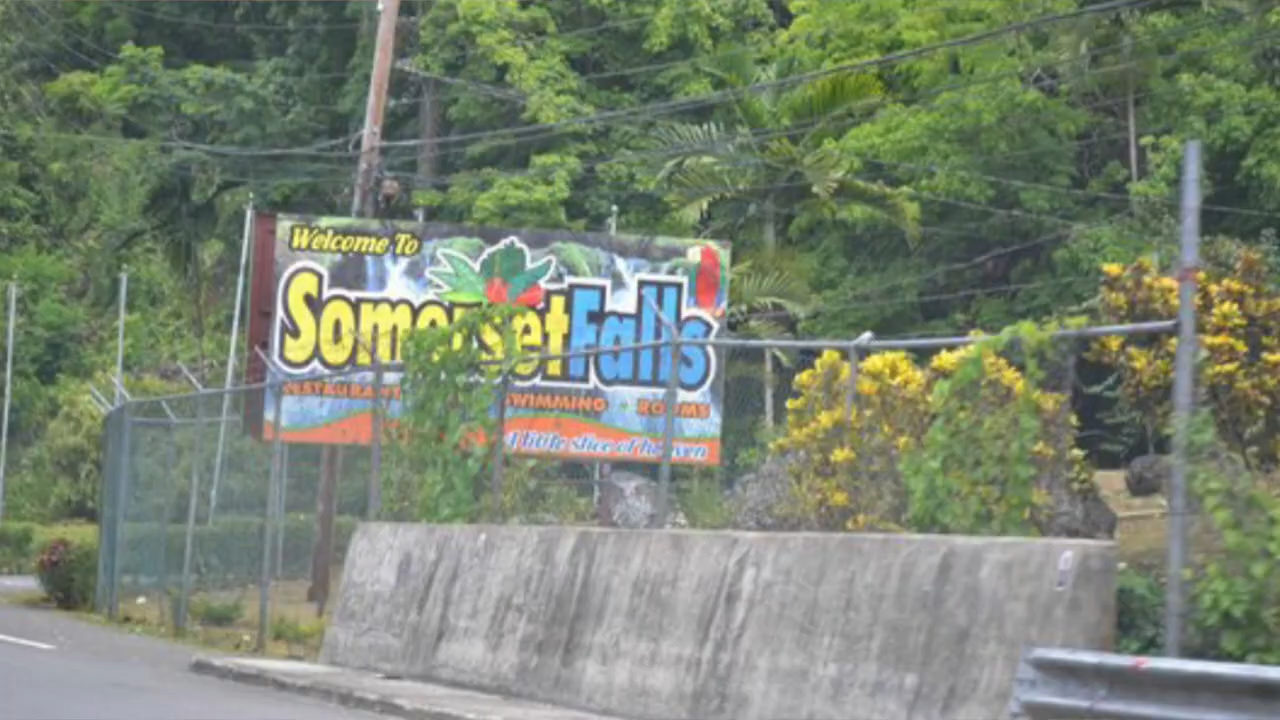 Welcome To
Somerset Falls
RESTAURANT SWIMMING ROOMS
A little slice of heaven